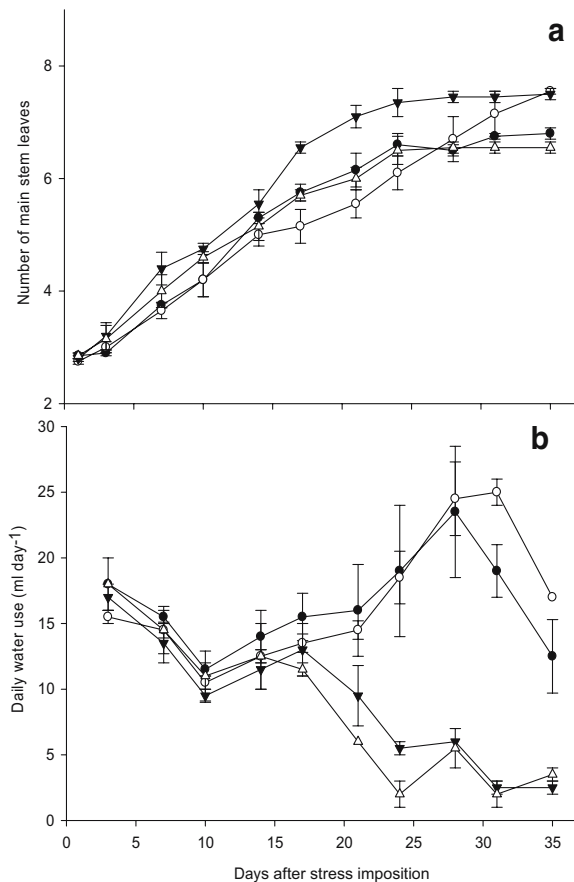 a
8
6
4
2
Number of main stem leaves
b
30
25
20
15
10
5
0
Daily water use (ml day-1)
0 5 10 15 20 25 30 35
Days after stress imposition